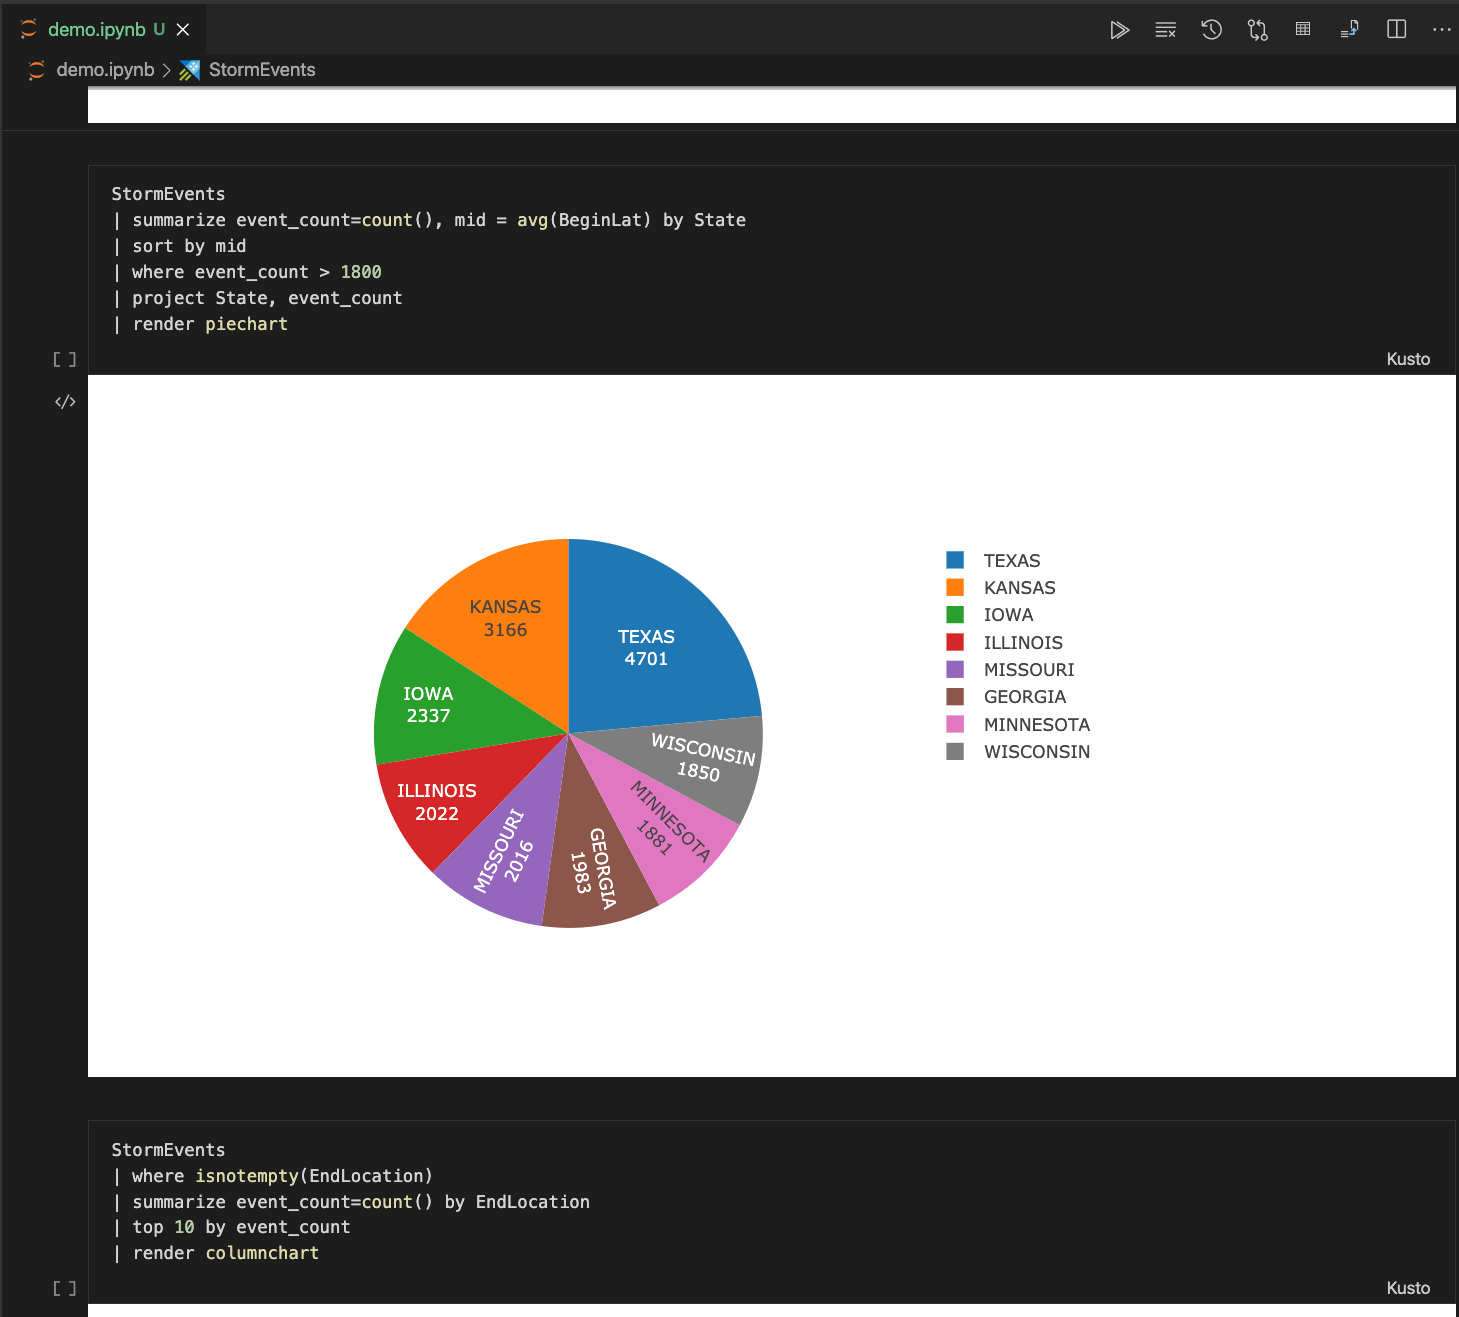 demo.ipynb U
demo.ipynb > StormEvents
StormEvents
| summarize event_count=count(), mid = avg(BeginLat) by State
| sort by mid
| where event_count > 1800
| project State, event_count
| render piechart
[ ]
Kusto
</>
KANSAS
3166
TEXAS
4701
IOWA
2337
WISCONSIN
1850
ILLINOIS
2022
MINNESOTA
1881
MISSOURI
2016
GEORGIA
1983
TEXAS
KANSAS
IOWA
ILLINOIS
MISSOURI
GEORGIA
MINNESOTA
WISCONSIN
StormEvents
| where isnotempty(EndLocation)
| summarize event_count=count() by EndLocation
| top 10 by event_count
| render columnchart
[ ]
Kusto